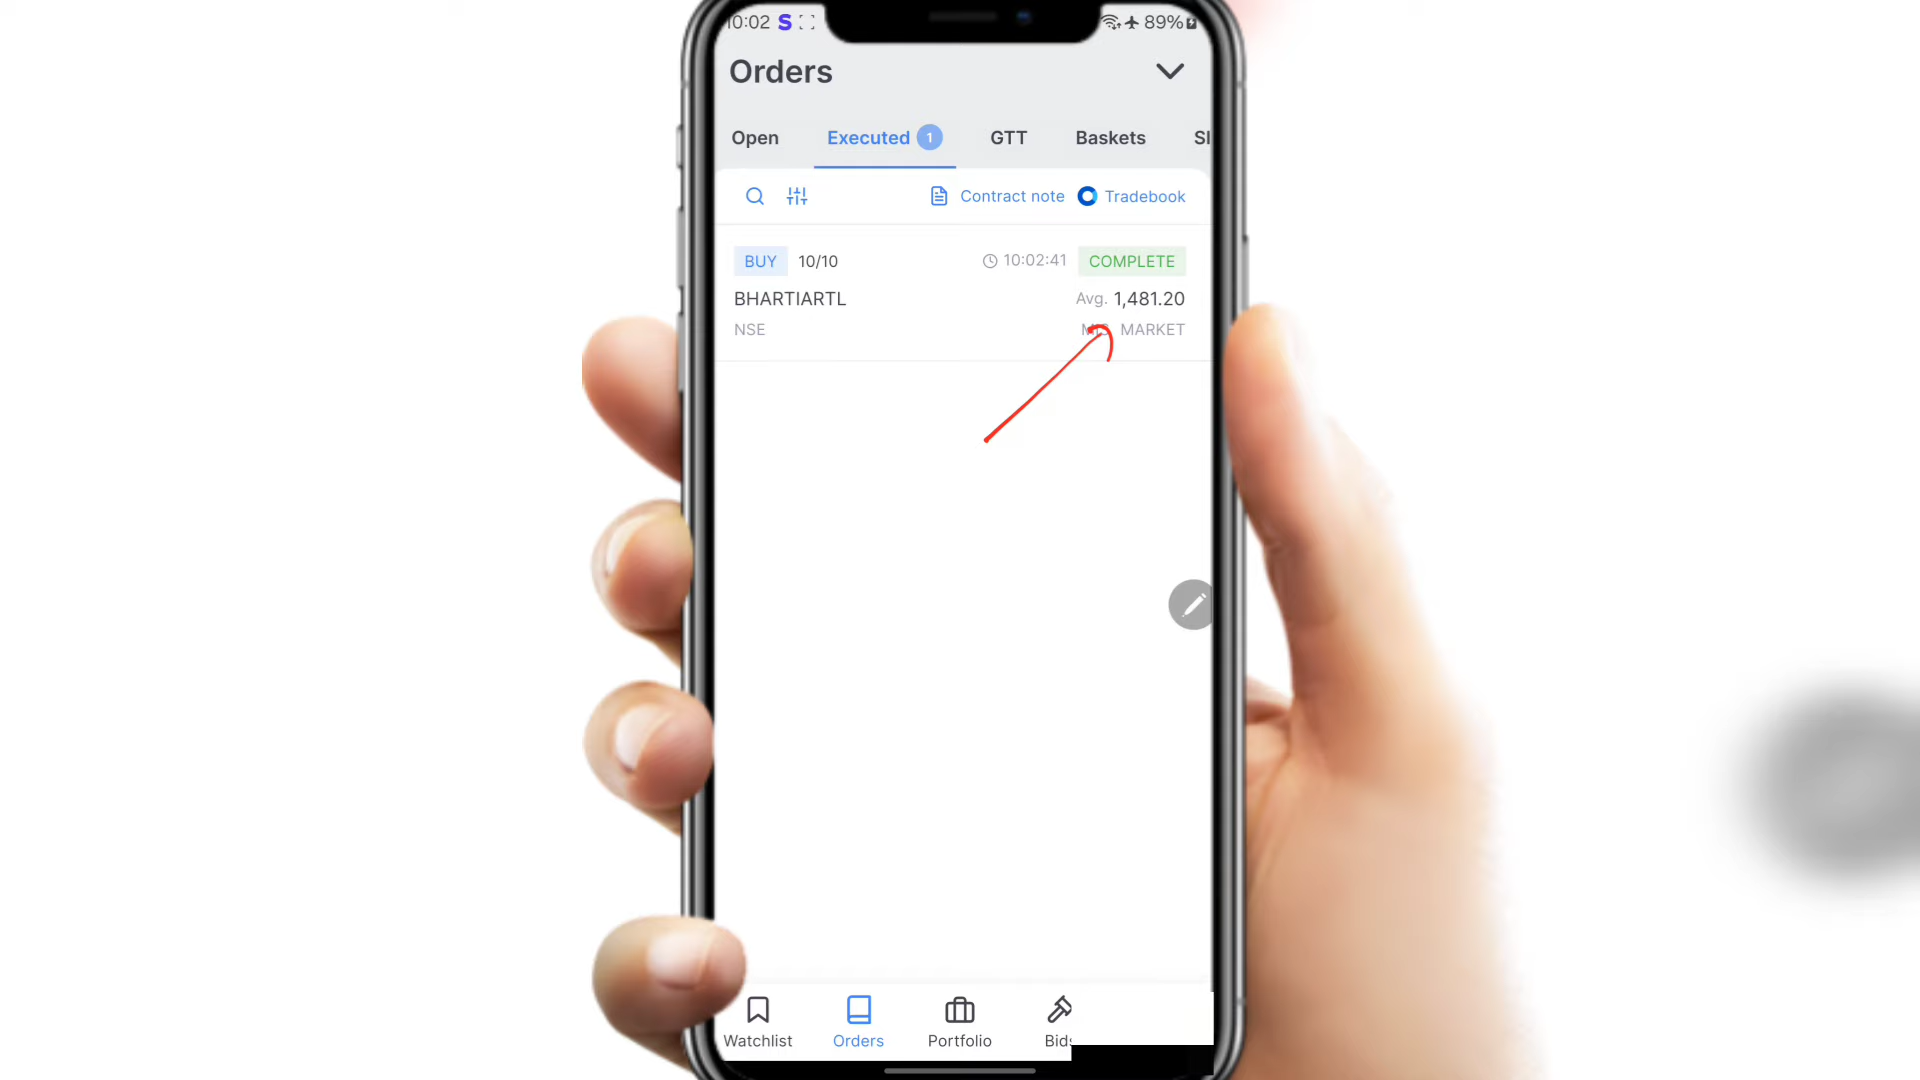 10:02 S 89%
Orders
Open Executed 1 GTT Baskets
Contract note Tradebook
BUY 10/10 10:02:41 COMPLETE
BHARTIARTL Avg. 1,481.20
NSE MARKET
Watchlist Orders Portfolio